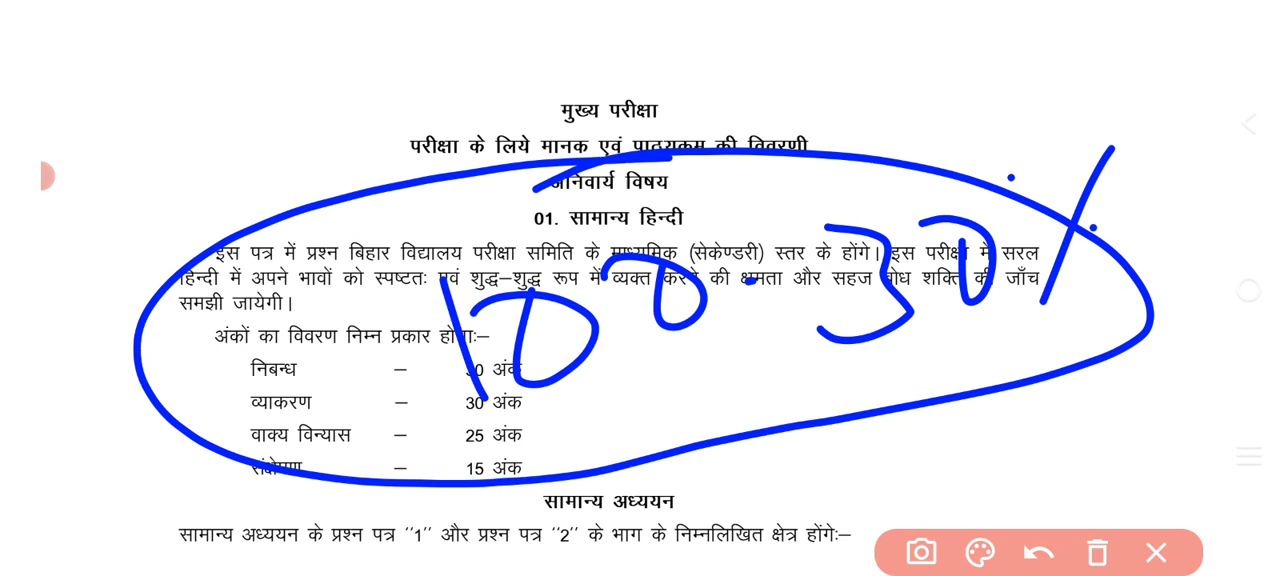 मुख्य परीक्षा
परीक्षा के लिये मानक एवं पाठ्यक्रम की विवरणी
अनिवार्य विषय
01. सामान्य हिन्दी
इस पत्र में प्रश्न बिहार विद्यालय परीक्षा समिति के माध्यमिक (सेकेण्डरी) स्तर के होंगे। इस परीक्षा में सरल
हिन्दी में अपने भावों को स्पष्टतः एवं शुद्ध–शुद्ध रूप में व्यक्त करने की क्षमता और सहज बोध शक्ति की जाँच
समझी जायेगी।
100 - 30%
अंकों का विवरण निम्न प्रकार होगाः–
निबन्ध – 30 अंक
व्याकरण – 30 अंक
वाक्य विन्यास – 25 अंक
संक्षेपण – 15 अंक
सामान्य अध्ययन
सामान्य अध्ययन के प्रश्न पत्र ''1'' और प्रश्न पत्र ''2'' के भाग के निम्नलिखित क्षेत्र होंगेः–